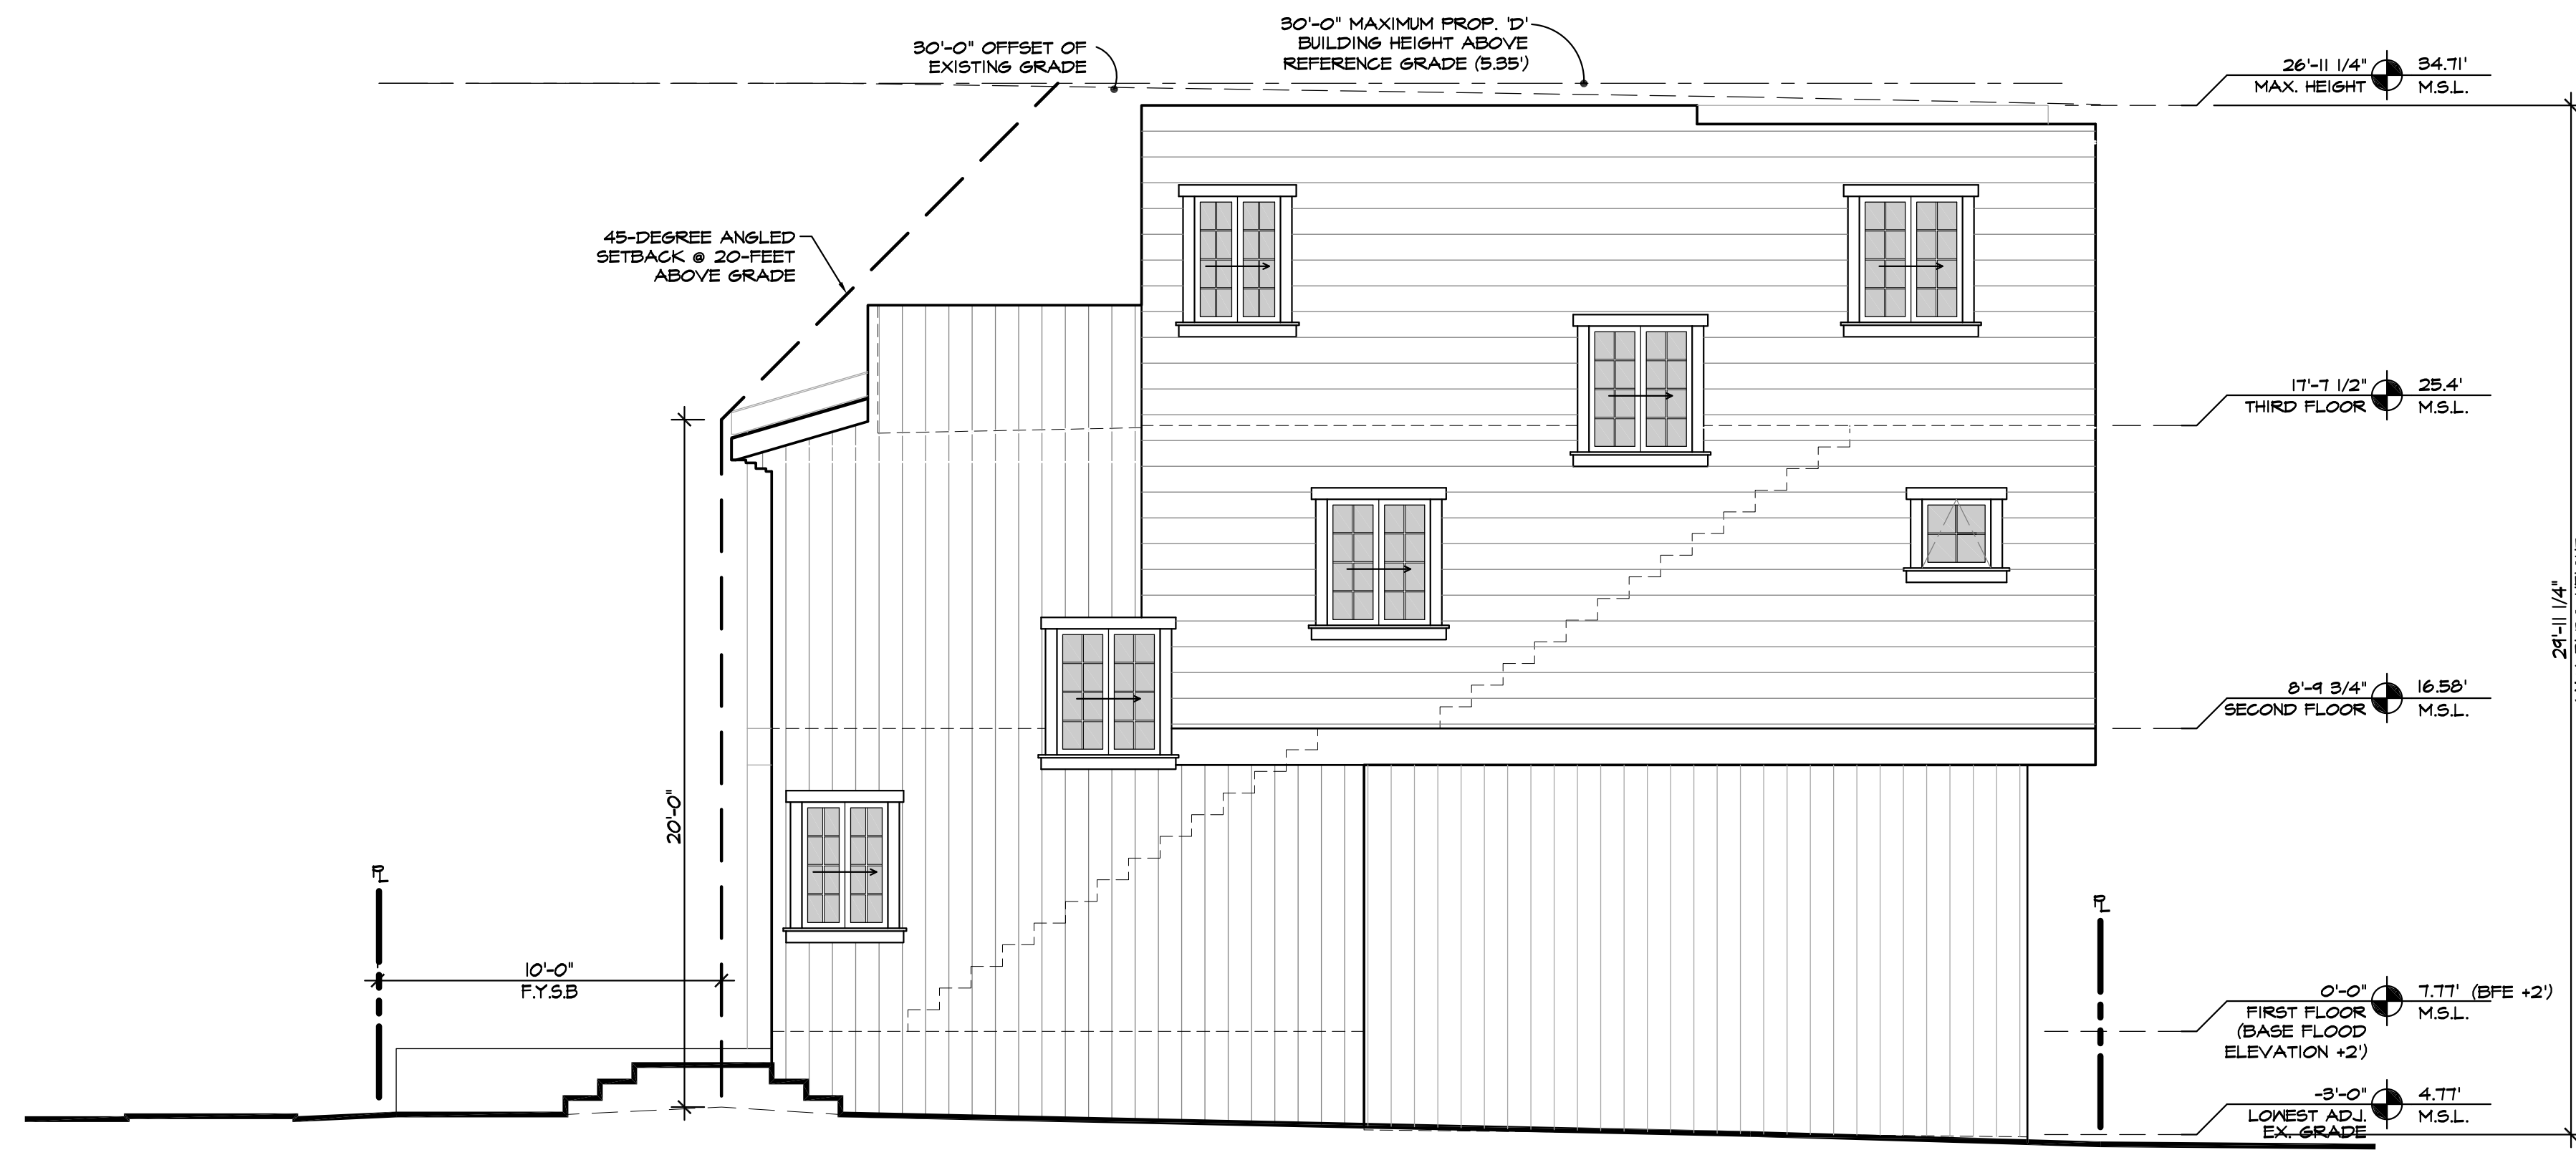 30'-0" OFFSET OF
EXISTING GRADE
30'-0" MAXIMUM PROP. 'D'
BUILDING HEIGHT ABOVE
REFERENCE GRADE (5.35')
26'-11 1/4"
MAX. HEIGHT
34.71'
M.S.L.
45-DEGREE ANGLED
SETBACK @ 20-FEET
ABOVE GRADE
17'-7 1/2"
THIRD FLOOR
25.4'
M.S.L.
29'-11 1/4"
8'-9 3/4"
SECOND FLOOR
16.58'
M.S.L.
20'-0"
PL
PL
10'-0"
F.Y.S.B
0'-0"
FIRST FLOOR
(BASE FLOOD
ELEVATION +2')
7.77' (BFE +2')
M.S.L.
-3'-0"
LOWEST ADJ.
EX. GRADE
4.77'
M.S.L.